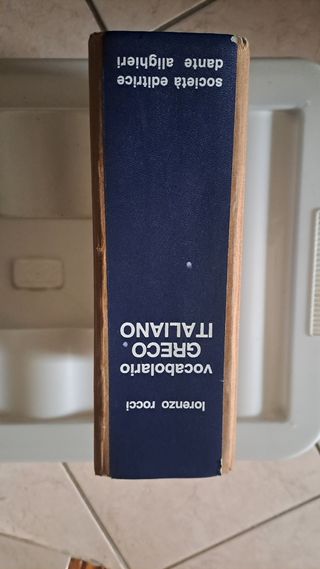 lorenzo rocci
vocabolario
GRECO
ITALIANO
società editrice
dante alighieri